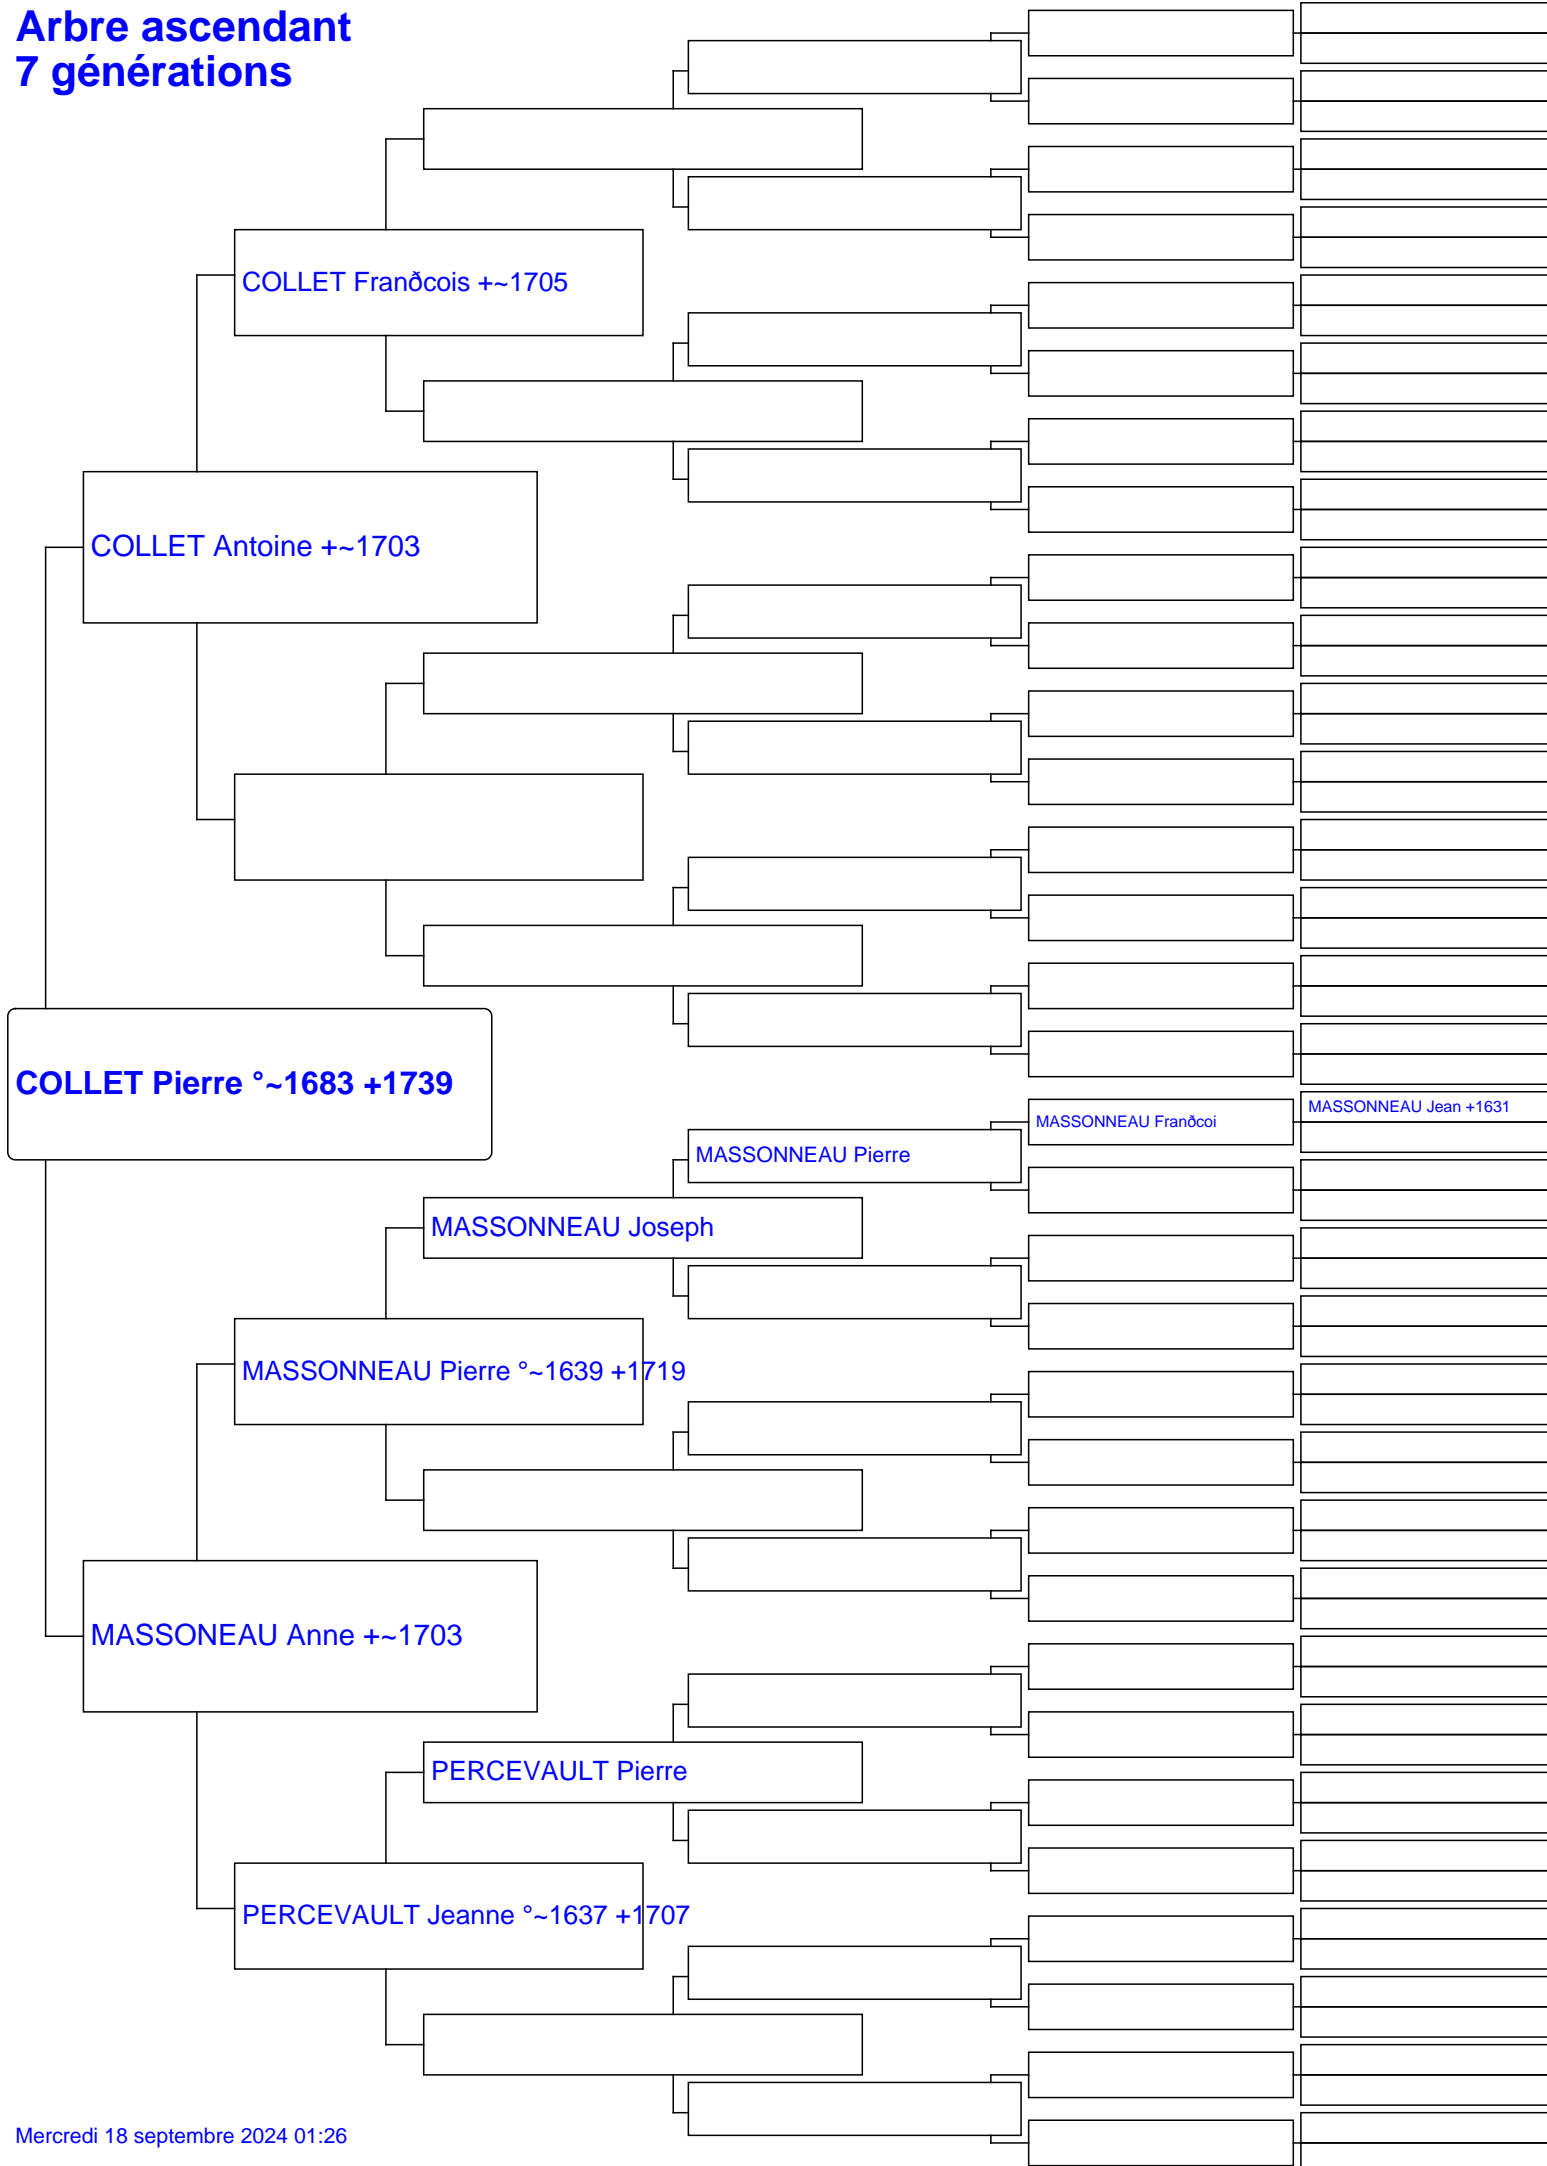 Arbre ascendant
7 générations
COLLET Franðcois +~1705
COLLET Antoine +~1703
COLLET Pierre °~1683 +1739
MASSONNEAU Jean +1631
MASSONNEAU Franðcoi
MASSONNEAU Pierre
MASSONNEAU Joseph
MASSONNEAU Pierre °~1639 +1719
MASSONEAU Anne +~1703
PERCEVAULT Pierre
PERCEVAULT Jeanne °~1637 +1707
Mercredi 18 septembre 2024 01:26